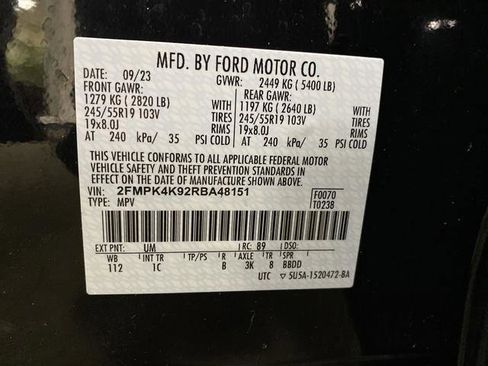 MFD. BY FORD MOTOR CO.
DATE: 09/23 GVWR: 2449 KG ( 5400 LB)
FRONT GAWR: REAR GAWR:
1279 KG ( 2820 LB) 1197 KG ( 2640 LB)
245/55R19 103V TIRES 245/55R19 103V TIRES
19x8.0J RIMS 19x8.0J RIMS
AT 240 kPa/ 35 PSI COLD AT 240 kPa/ 35 PSI COLD
THIS VEHICLE CONFORMS TO ALL APPLICABLE FEDERAL MOTOR
VEHICLE SAFETY AND THEFT PREVENTION STANDARDS IN EFFECT ON THE
DATE OF MANUFACTURE SHOWN ABOVE.
VIN: 2FMPK4K92RBA48151 F0070
TYPE: MPV T0238
EXT PNT: UM RC: 89 DSO:
WB INT TR TP/PS R AXLE TR SPR
112 1C B 3K 8 BBDD
UTC ▽ 5U5A-1520472-BA